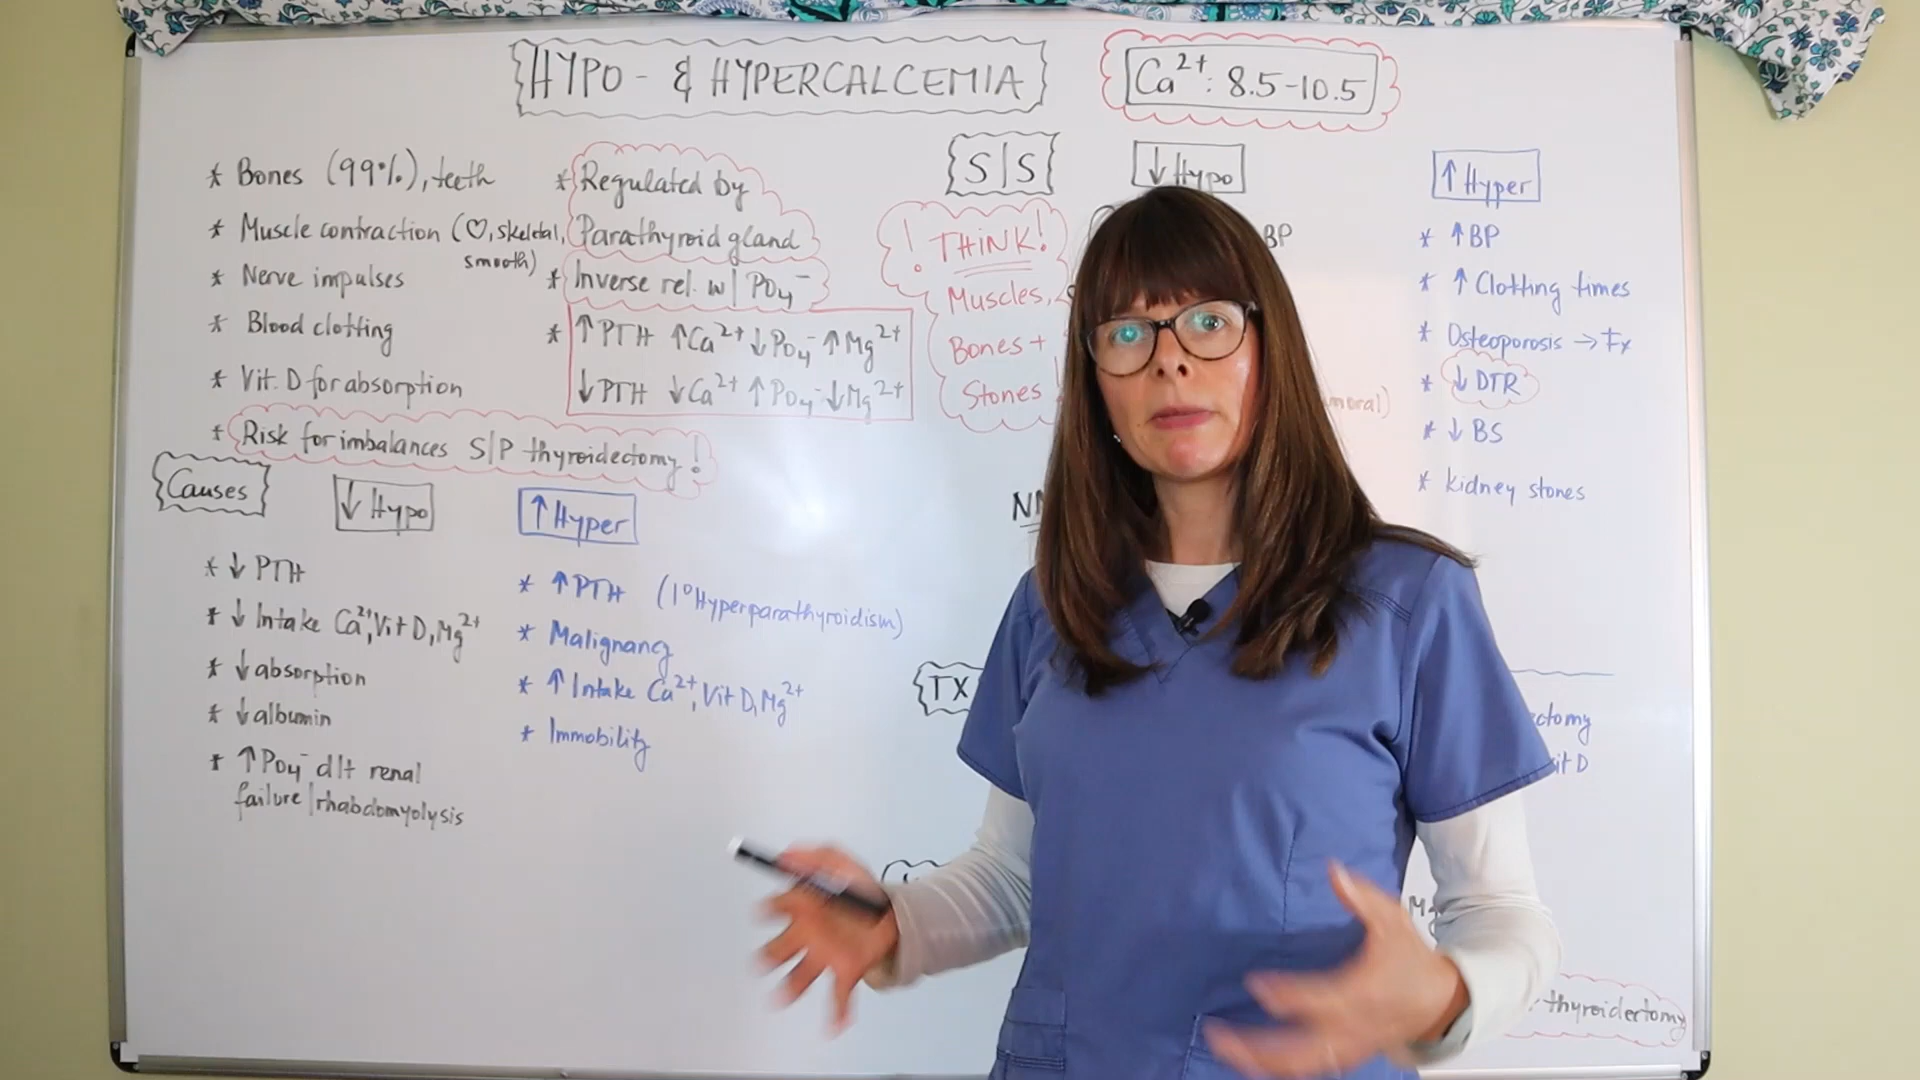 HYPO- & HYPERCALCEMIA
Ca²⁺: 8.5-10.5
* Bones (99%), teeth
* Muscle contraction (♡, skeletal,
smooth)
* Nerve impulses
* Blood clotting
* Vit. D for absorption
* Risk for imbalances S/P thyroidectomy!
* Regulated by
Parathyroid gland
* Inverse rel. w/ PO₄⁻
* ↑PTH ↑Ca²⁺ ↓PO₄⁻ ↑Mg²⁺
↓PTH ↓Ca²⁺ ↑PO₄⁻ ↓Mg²⁺
Causes
↓Hypo
* ↓ PTH
* ↓ Intake Ca²⁺, Vit D, Mg²⁺
* ↓ absorption
* ↓ albumin
* ↑ PO₄⁻ d/t renal
failure/rhabdomyolysis
↑Hyper
* ↑PTH (1° Hyperparathyroidism)
* Malignancy
* ↑ Intake Ca²⁺, Vit D, Mg²⁺
* Immobility
S/S
! THINK!
Muscles,
Bones +
Stones !
↓Hypo
BP
↑Hyper
* ↑BP
* ↑ Clotting times
* Osteoporosis → Fx
* ↓ DTR
* ↓ BS
* kidney stones
TX
thyroidectomy